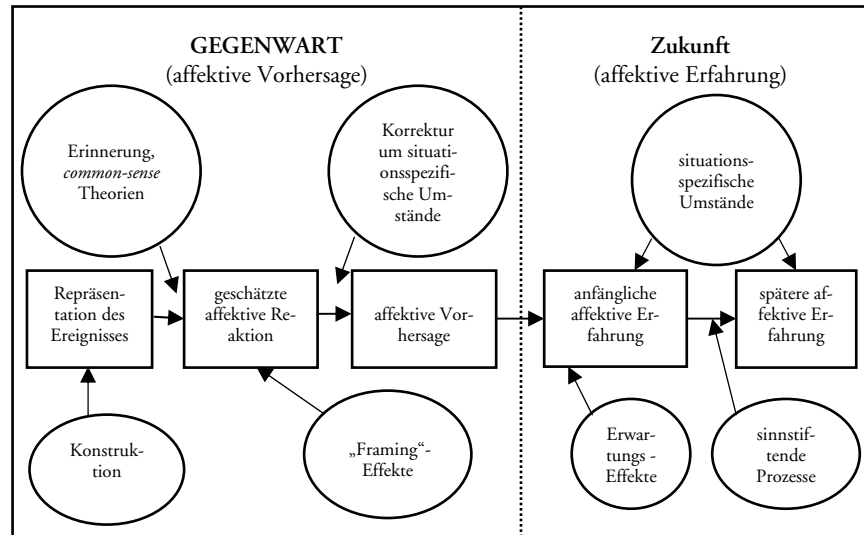 GEGENWART
(affektive Vorhersage)
Zukunft
(affektive Erfahrung)
Erinnerung,
common-sense
Theorien
Korrektur
um situati-
onsspezifi-
sche Um-
stände
situations-
spezifische
Umstände
Repräsen-
tation des
Ereignisses
geschätzte
affektive Re-
aktion
affektive Vor-
hersage
anfängliche
affektive Er-
fahrung
spätere af-
fektive Er-
fahrung
Konstruk-
tion
„Framing“-
Effekte
Erwar-
tungs -
Effekte
sinnstif-
tende
Prozesse